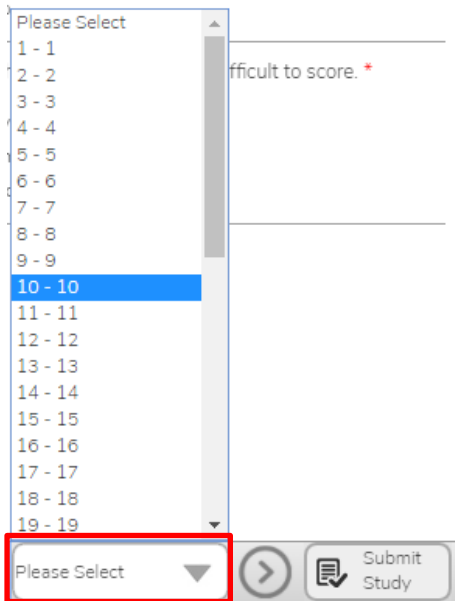 Please Select
1 - 1
2 - 2
fficult to score. *
3 - 3
4 - 4
5 - 5
6 - 6
7 - 7
8 - 8
9 - 9
10 - 10
11 - 11
12 - 12
13 - 13
14 - 14
15 - 15
16 - 16
17 - 17
18 - 18
19 - 19
Please Select
Submit
Study